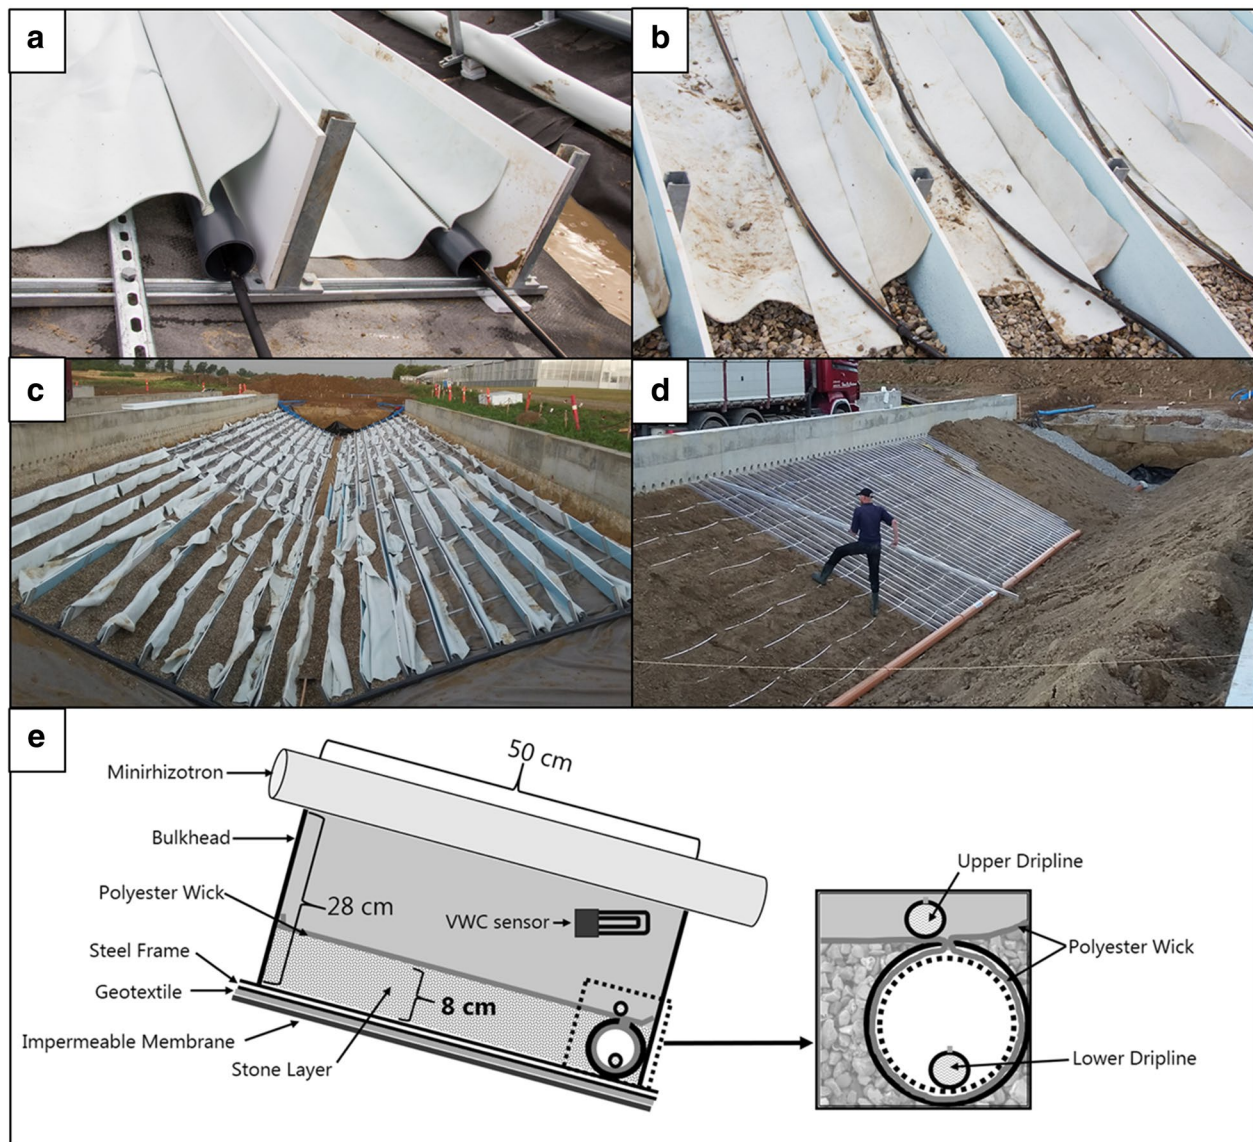 a
b
c
d
e
50 cm
Minirhizotron
Bulkhead
Polyester Wick
28 cm
VWC sensor
Steel Frame
Geotextile
8 cm
Impermeable Membrane
Stone Layer
Upper Dripline
Polyester Wick
Lower Dripline